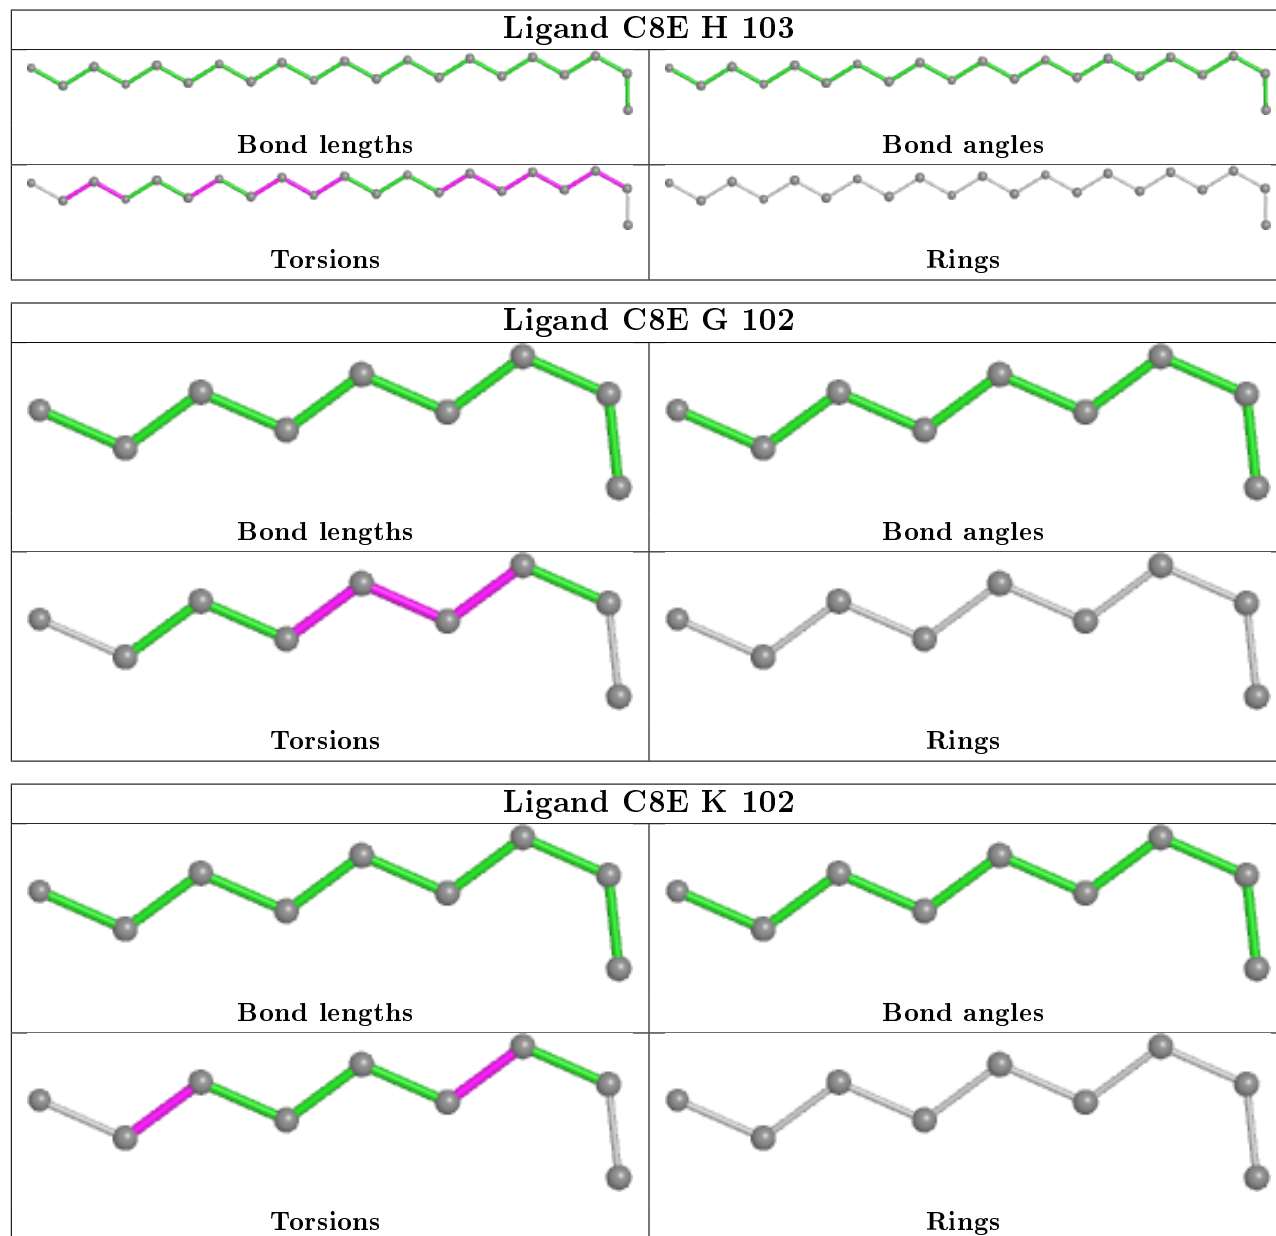 Ligand C8E H 103
Bond lengths Bond angles
Torsions Rings
Ligand C8E G 102
Bond lengths Bond angles
Torsions Rings
Ligand C8E K 102
Bond lengths Bond angles
Torsions Rings